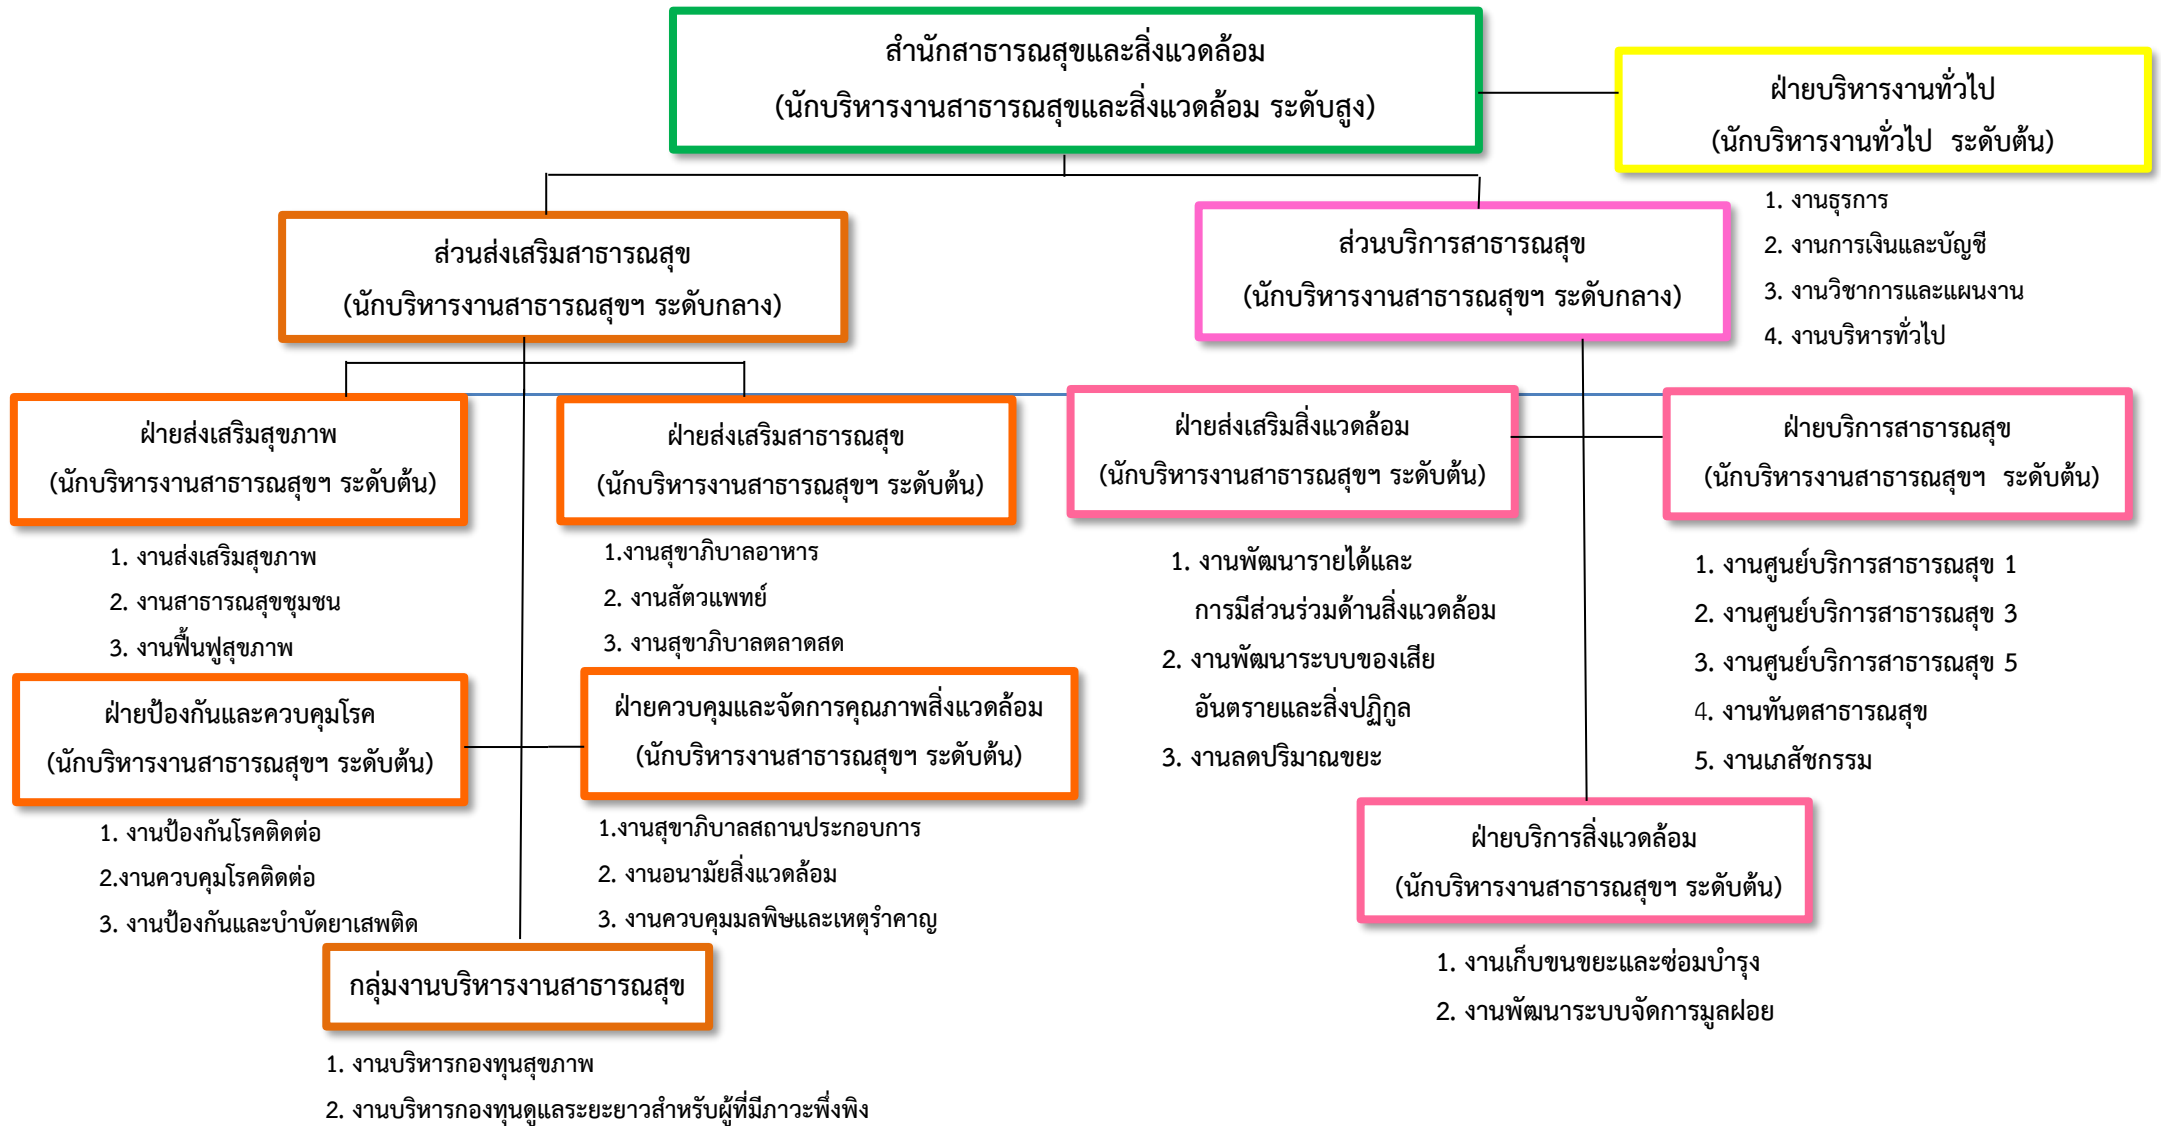 สำนักสาธารณสุขและสิ่งแวดล้อม
(นักบริหารงานสาธารณสุขและสิ่งแวดล้อม ระดับสูง)
ฝ่ายบริหารงานทั่วไป
(นักบริหารงานทั่วไป ระดับต้น)
1. งานธุรการ
2. งานการเงินและบัญชี
3. งานวิชาการและแผนงาน
4. งานบริหารทั่วไป
ส่วนส่งเสริมสาธารณสุข
(นักบริหารงานสาธารณสุขฯ ระดับกลาง)
ส่วนบริการสาธารณสุข
(นักบริหารงานสาธารณสุขฯ ระดับกลาง)
ฝ่ายส่งเสริมสุขภาพ
(นักบริหารงานสาธารณสุขฯ ระดับต้น)
1. งานส่งเสริมสุขภาพ
2. งานสาธารณสุขชุมชน
3. งานฟื้นฟูสุขภาพ
ฝ่ายส่งเสริมสาธารณสุข
(นักบริหารงานสาธารณสุขฯ ระดับต้น)
1.งานสุขาภิบาลอาหาร
2. งานสัตวแพทย์
3. งานสุขาภิบาลตลาดสด
ฝ่ายส่งเสริมสิ่งแวดล้อม
(นักบริหารงานสาธารณสุขฯ ระดับต้น)
1. งานพัฒนารายได้และ
การมีส่วนร่วมด้านสิ่งแวดล้อม
2. งานพัฒนาระบบของเสีย
อันตรายและสิ่งปฏิกูล
3. งานลดปริมาณขยะ
ฝ่ายบริการสาธารณสุข
(นักบริหารงานสาธารณสุขฯ ระดับต้น)
1. งานศูนย์บริการสาธารณสุข 1
2. งานศูนย์บริการสาธารณสุข 3
3. งานศูนย์บริการสาธารณสุข 5
4. งานทันตสาธารณสุข
5. งานเภสัชกรรม
ฝ่ายป้องกันและควบคุมโรค
(นักบริหารงานสาธารณสุขฯ ระดับต้น)
1. งานป้องกันโรคติดต่อ
2.งานควบคุมโรคติดต่อ
3. งานป้องกันและบำบัดยาเสพติด
ฝ่ายควบคุมและจัดการคุณภาพสิ่งแวดล้อม
(นักบริหารงานสาธารณสุขฯ ระดับต้น)
1.งานสุขาภิบาลสถานประกอบการ
2. งานอนามัยสิ่งแวดล้อม
3. งานควบคุมมลพิษและเหตุรำคาญ
ฝ่ายบริการสิ่งแวดล้อม
(นักบริหารงานสาธารณสุขฯ ระดับต้น)
1. งานเก็บขนขยะและซ่อมบำรุง
2. งานพัฒนาระบบจัดการมูลฝอย
กลุ่มงานบริหารงานสาธารณสุข
1. งานบริหารกองทุนสุขภาพ
2. งานบริหารกองทุนดูแลระยะยาวสำหรับผู้ที่มีภาวะพึ่งพิง